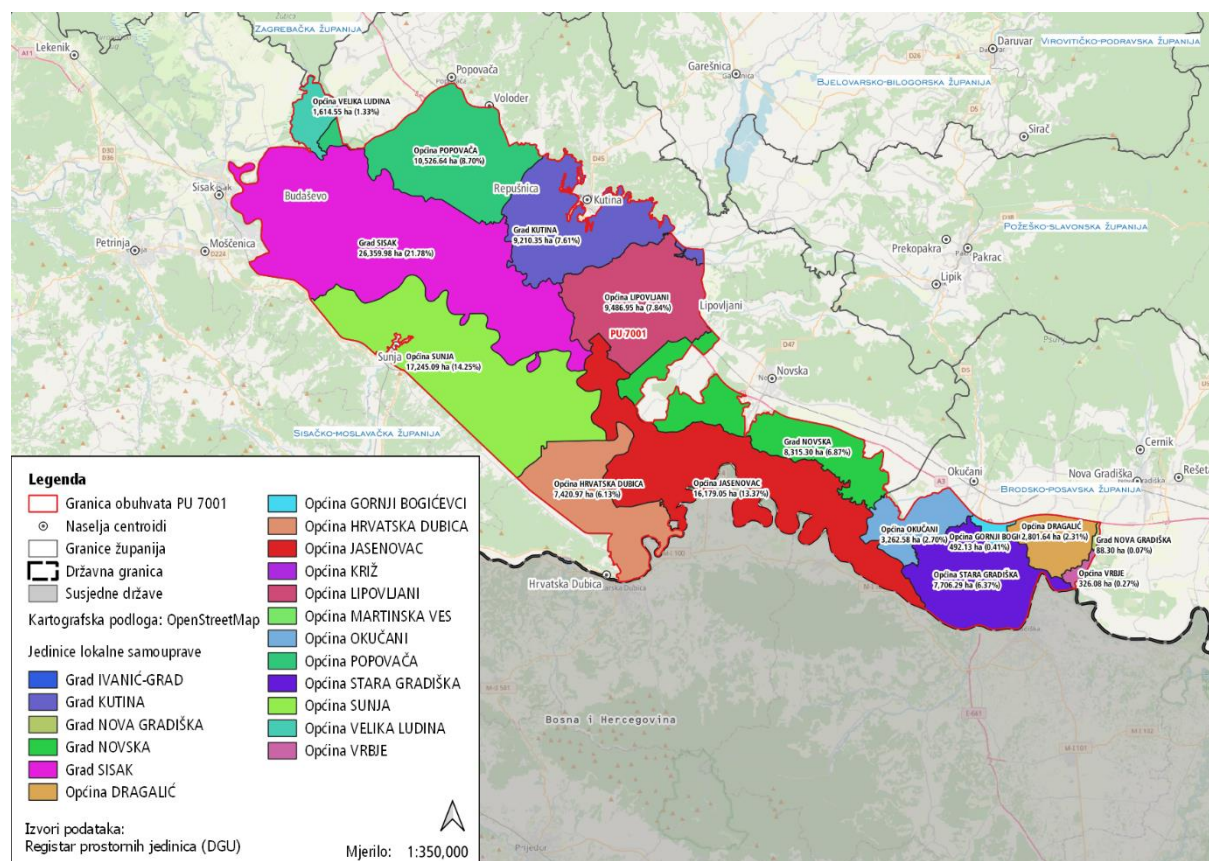 ZAGREBAČKA ŽUPANIJA
Lekenik
Popovača
Voloder
Garešnica
Daruvar
VIROVITIČKO-PODRAVSKA ŽUPANIJA
BJELOVARSKO-BILOGORSKA ŽUPANIJA
Sirač
Općina VELIKA LUDINA
1,614.55 ha (1.33%)
Općina POPOVAČA
10,526.64 ha (8.70%)
D45
D5
D30
D36
Sisak
Budaševo
Repušnica
Kutina
Petrinja
Moščenica
D224
Grad SISAK
26,359.98 ha (21.78%)
Grad KUTINA
9,210.35 ha (7.61%)
POŽEŠKO-SLAVONSKA ŽUPANIJA
Prekopakra
Pakrac
Lipik
Općina LIPOVLJANI
9,486.95 ha (7.84%)
PU 7001
Lipovljani
D47
Novska
Sunja
Općina SUNJA
17,245.09 ha (14.25%)
SISAČKO-MOSLAVAČKA ŽUPANIJA
Grad NOVSKA
8,315.30 ha (6.87%)
Cernik
Okučani
Nova Gradiška
Rešeta
A3
BRODSKO-POSAVSKA ŽUPANIJA
Općina HRVATSKA DUBICA
7,420.97 ha (6.13%)
Općina JASENOVAC
16,179.05 ha (13.37%)
Općina OKUČANI
3,262.58 ha (2.70%)
Općina GORNJI BOGI
492.13 ha (0.41%)
Općina DRAGALIĆ
2,801.64 ha (2.31%)
Grad NOVA GRADIŠKA
88.30 ha (0.07%)
Općina VRBJE
326.08 ha (0.27%)
Općina STARA GRADIŠKA
7,706.29 ha (6.37%)
Hrvatska Dubica
Bosna i Hercegovina
Legenda
Granica obuhvata PU 7001
Naselja centroidi
Granice županija
Državna granica
Susjedne države
Kartografska podloga: OpenStreetMap
Jedinice lokalne samouprave
Grad IVANIĆ-GRAD
Grad KUTINA
Grad NOVA GRADIŠKA
Grad NOVSKA
Grad SISAK
Općina DRAGALIĆ
Općina GORNJI BOGIĆEVCI
Općina HRVATSKA DUBICA
Općina JASENOVAC
Općina KRIŽ
Općina LIPOVLJANI
Općina MARTINSKA VES
Općina OKUČANI
Općina POPOVAČA
Općina STARA GRADIŠKA
Općina SUNJA
Općina VELIKA LUDINA
Općina VRBJE
Izvori podataka:
Registar prostornih jedinica (DGU)
Mjerilo: 1:350,000